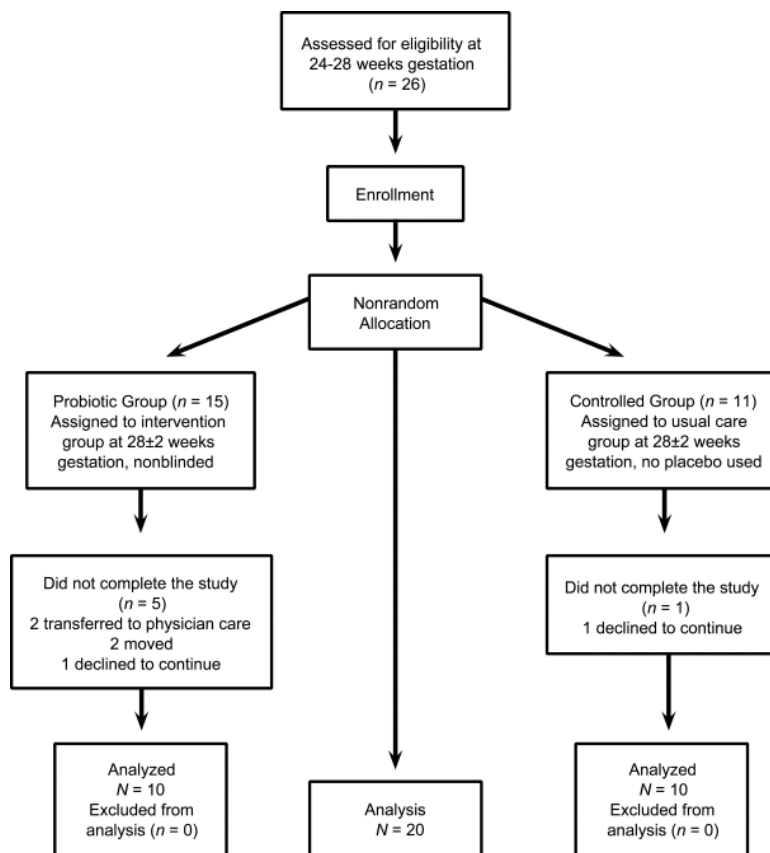 Assessed for eligibility at
24-28 weeks gestation
(n = 26)
Enrollment
Nonrandom
Allocation
Probiotic Group (n = 15)
Assigned to intervention
group at 28±2 weeks
gestation, nonblinded
Controlled Group (n = 11)
Assigned to usual care
group at 28±2 weeks
gestation, no placebo used
Did not complete the study
(n = 5)
2 transferred to physician care
2 moved
1 declined to continue
Did not complete the study
(n = 1)
1 declined to continue
Analyzed
N = 10
Excluded from
analysis (n = 0)
Analysis
N = 20
Analyzed
N = 10
Excluded from
analysis (n = 0)